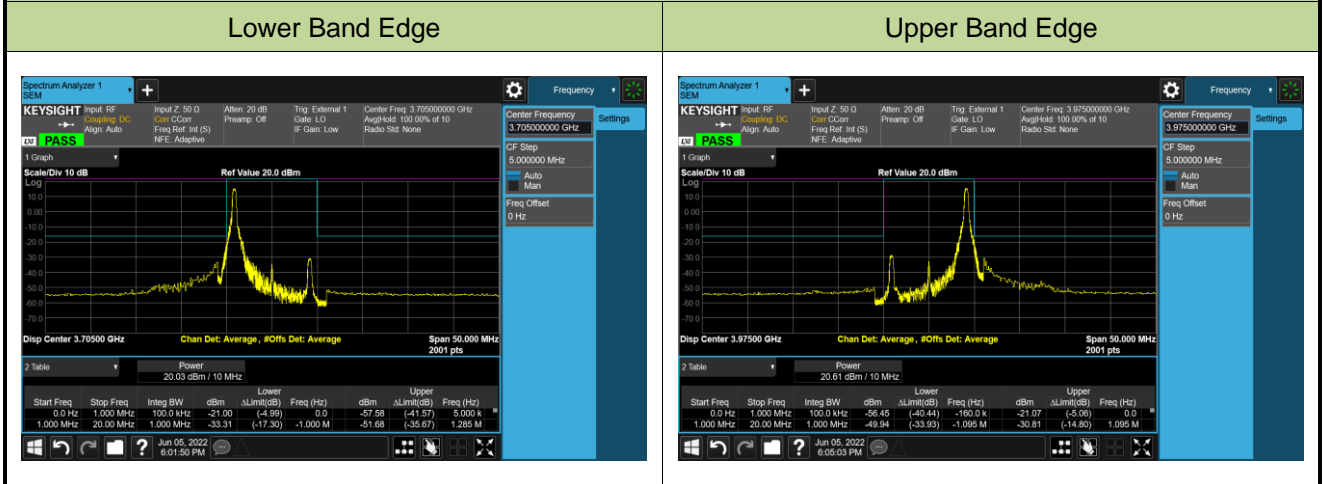 Lower Band Edge
Upper Band Edge
Spectrum Analyzer 1
SEM
Frequency
KEYSIGHT
Input: RF
Coupling: DC
Align: Auto
Input Z: 50 Ω
Corr CCorr
Freq Ref: Int (S)
NFE: Adaptive
Atten: 20 dB
Preamp: Off
Trig: External 1
Gate: LO
IF Gain: Low
Center Freq: 3.705000000 GHz
Avg|Hold: 100.00% of 10
Radio Std: None
LXI PASS
Center Frequency
3.705000000 GHz
Settings
CF Step
5.000000 MHz
Auto
Man
Freq Offset
0 Hz
1 Graph
Scale/Div 10 dB
Ref Value 20.0 dBm
Log
10.0
0.00
-10.0
-20.0
-30.0
-40.0
-50.0
-60.0
-70.0
Disp Center 3.70500 GHz
Chan Det: Average, #Offs Det: Average
Span 50.000 MHz
2001 pts
2 Table
Power
20.03 dBm / 10 MHz
Lower Upper
Start Freq Stop Freq Integ BW dBm ΔLimit(dB) Freq (Hz) dBm ΔLimit(dB) Freq (Hz)
0.0 Hz 1.000 MHz 100.0 kHz -21.00 (-4.99) 0.0 -57.58 (-41.57) 5.000 k
1.000 MHz 20.00 MHz 1.000 MHz -33.31 (-17.30) -1.000 M -51.68 (-35.67) 1.285 M
Jun 05, 2022
6:01:50 PM
Spectrum Analyzer 1
SEM
Frequency
KEYSIGHT
Input: RF
Coupling: DC
Align: Auto
Input Z: 50 Ω
Corr CCorr
Freq Ref: Int (S)
NFE: Adaptive
Atten: 20 dB
Preamp: Off
Trig: External 1
Gate: LO
IF Gain: Low
Center Freq: 3.975000000 GHz
Avg|Hold: 100.00% of 10
Radio Std: None
LXI PASS
Center Frequency
3.975000000 GHz
Settings
CF Step
5.000000 MHz
Auto
Man
Freq Offset
0 Hz
1 Graph
Scale/Div 10 dB
Ref Value 20.0 dBm
Log
10.0
0.00
-10.0
-20.0
-30.0
-40.0
-50.0
-60.0
-70.0
Disp Center 3.97500 GHz
Chan Det: Average, #Offs Det: Average
Span 50.000 MHz
2001 pts
2 Table
Power
20.61 dBm / 10 MHz
Lower Upper
Start Freq Stop Freq Integ BW dBm ΔLimit(dB) Freq (Hz) dBm ΔLimit(dB) Freq (Hz)
0.0 Hz 1.000 MHz 100.0 kHz -56.45 (-40.44) -160.0 k -21.07 (-5.06) 0.0
1.000 MHz 20.00 MHz 1.000 MHz -49.94 (-33.93) -1.095 M -30.81 (-14.80) 1.095 M
Jun 05, 2022
6:05:03 PM